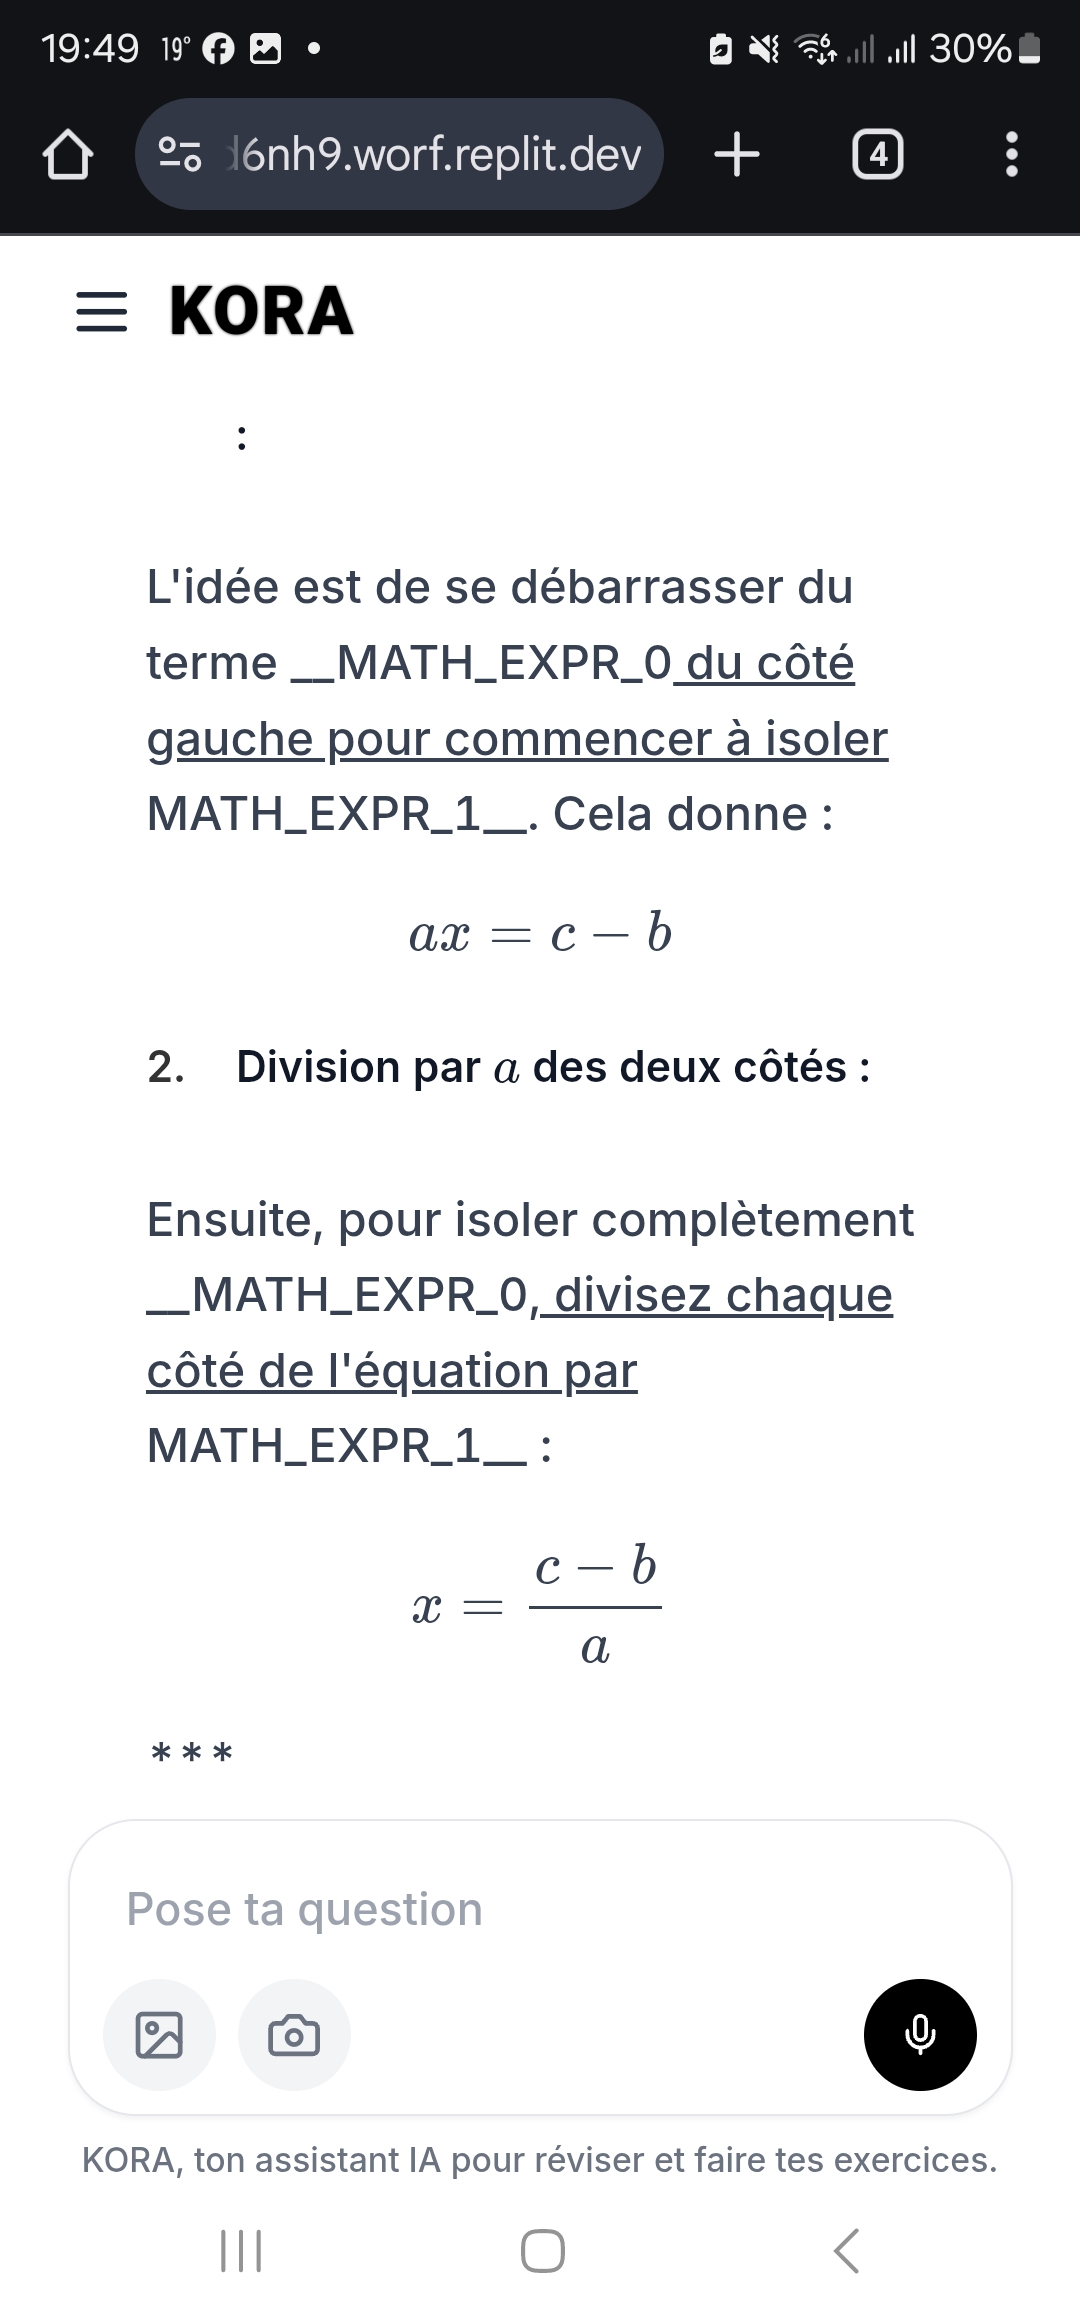 19:49 19°
30%
d6nh9.worf.replit.dev
4
KORA
:
L'idée est de se débarrasser du
terme __MATH_EXPR_0 du côté
gauche pour commencer à isoler
MATH_EXPR_1__. Cela donne :
ax = c − b
2. Division par a des deux côtés :
Ensuite, pour isoler complètement
__MATH_EXPR_0, divisez chaque
côté de l'équation par
MATH_EXPR_1__ :
x = \frac{c − b}{a}
***
Pose ta question
KORA, ton assistant IA pour réviser et faire tes exercices.